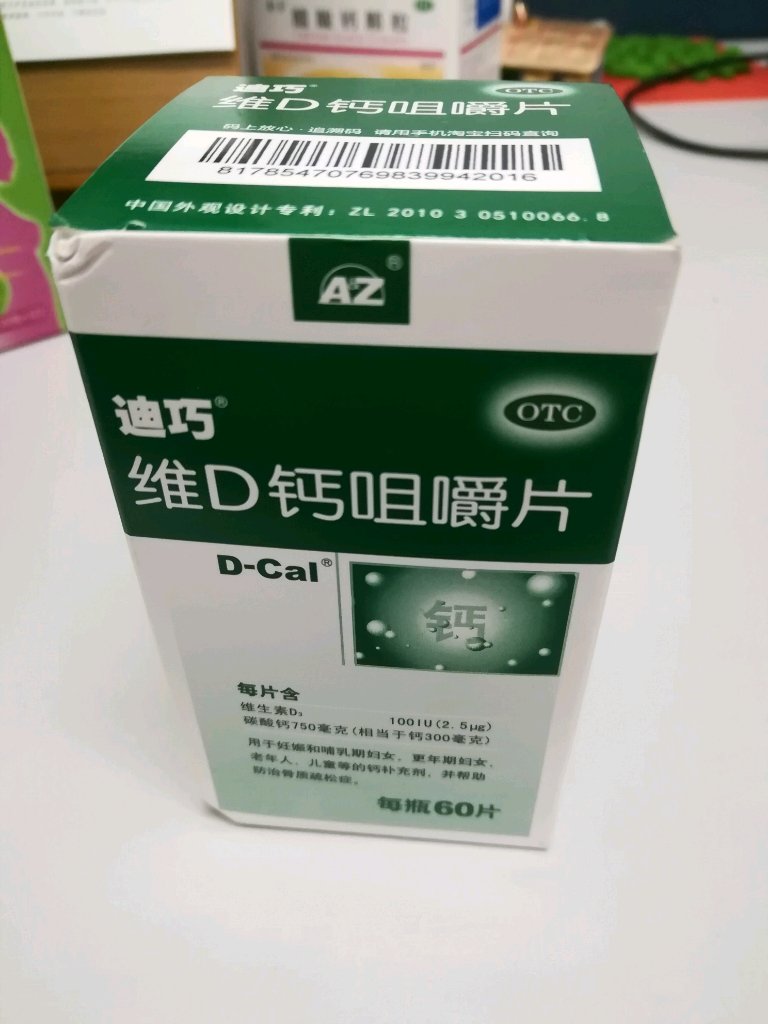 醋酸钙颗粒
迪巧®
OTC
维D钙咀嚼片
码上放心·追溯码 请用手机淘宝扫码查询
81785470769839942016
中国外观设计专利：ZL 2010 3 0510066.8
A&Z®
迪巧®
OTC
维D钙咀嚼片
D-Cal®
钙
每片含
维生素D₃ 100IU(2.5μg)
碳酸钙750毫克(相当于钙300毫克)
用于妊娠和哺乳期妇女、更年期妇女、
老年人、儿童等的钙补充剂，并帮助
防治骨质疏松症。
每瓶60片